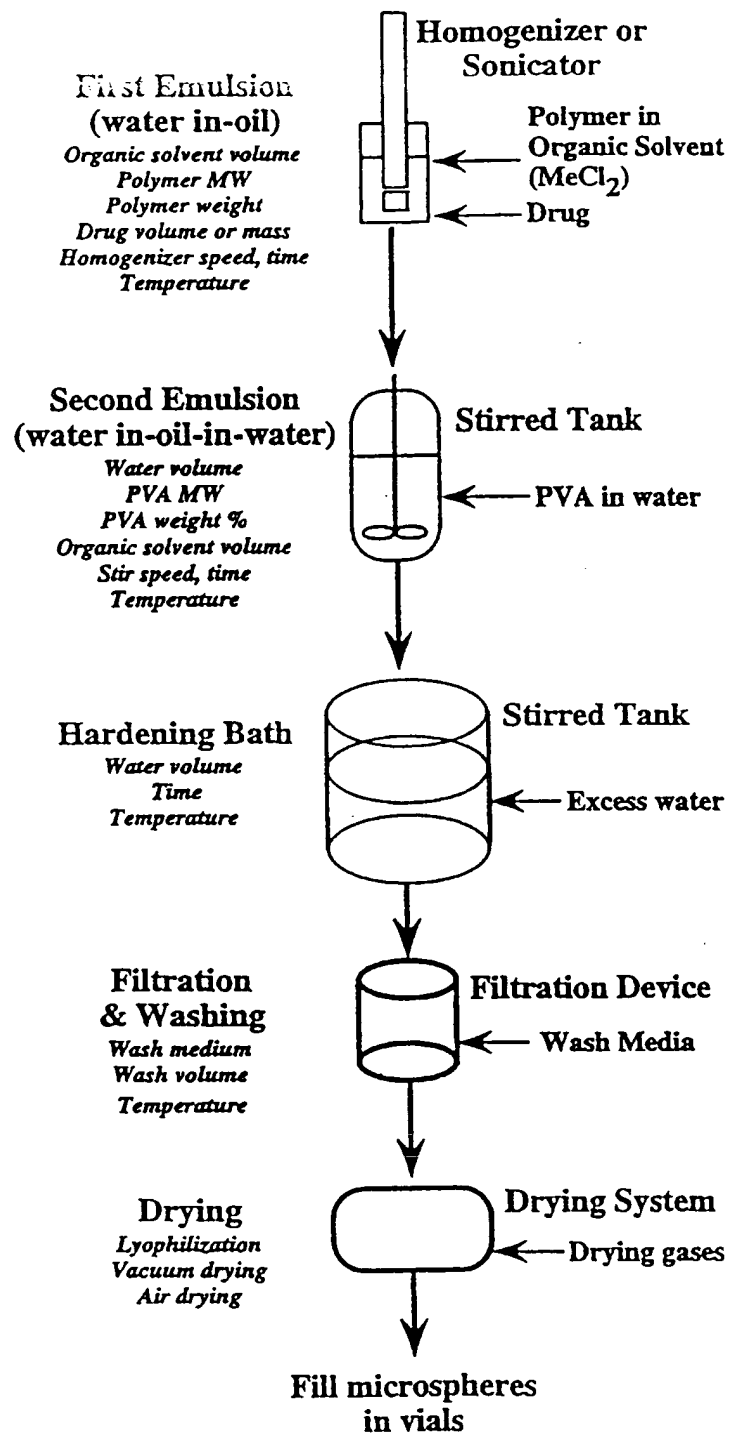 Homogenizer or
Sonicator
First Emulsion
(water in-oil)
Organic solvent volume
Polymer MW
Polymer weight
Drug volume or mass
Homogenizer speed, time
Temperature
Polymer in
Organic Solvent
(MeCl2)
Drug
Second Emulsion
(water in-oil-in-water)
Water volume
PVA MW
PVA weight %
Organic solvent volume
Stir speed, time
Temperature
Stirred Tank
PVA in water
Hardening Bath
Water volume
Time
Temperature
Stirred Tank
Excess water
Filtration
& Washing
Wash medium
Wash volume
Temperature
Filtration Device
Wash Media
Drying
Lyophilization
Vacuum drying
Air drying
Drying System
Drying gases
Fill microspheres
in vials